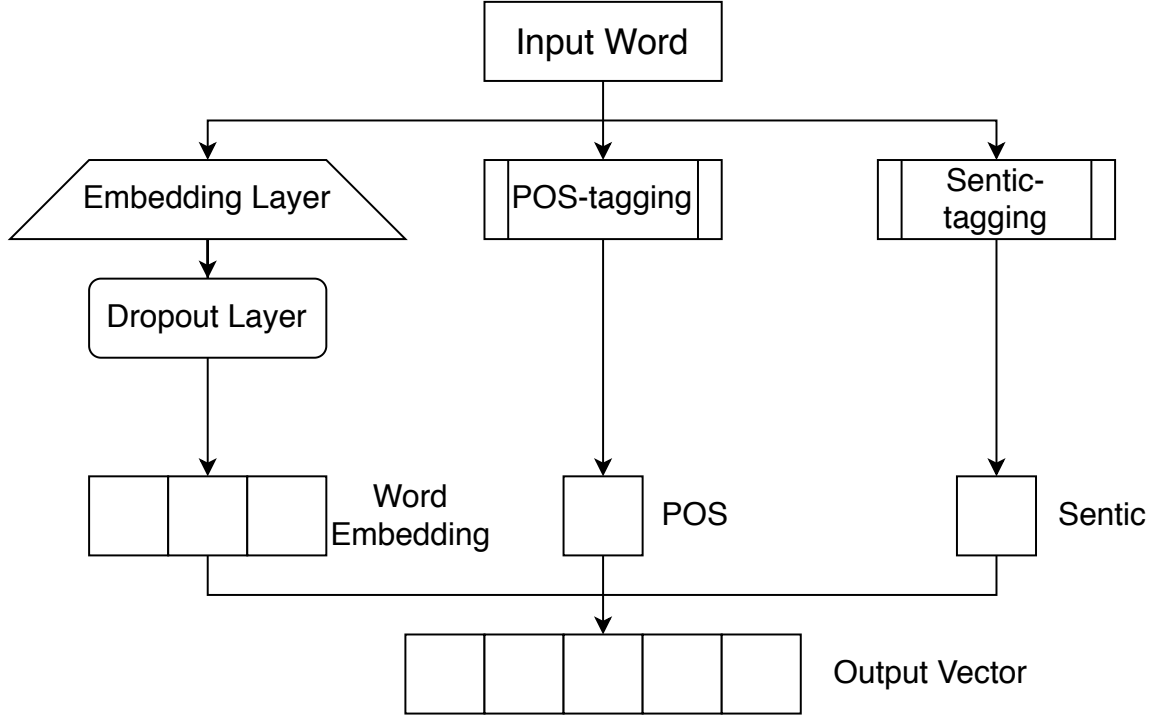 Input Word
Embedding Layer
POS-tagging
Sentic-
tagging
Dropout Layer
Word
Embedding
POS
Sentic
Output Vector